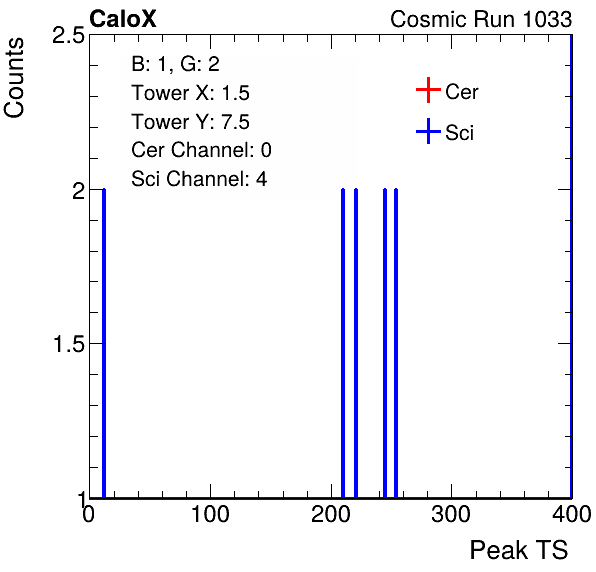 CaloX Cosmic Run 1033
Counts
2.5
2
1.5
1
B: 1, G: 2
Tower X: 1.5
Tower Y: 7.5
Cer Channel: 0
Sci Channel: 4
Cer
Sci
0 100 200 300 400
Peak TS